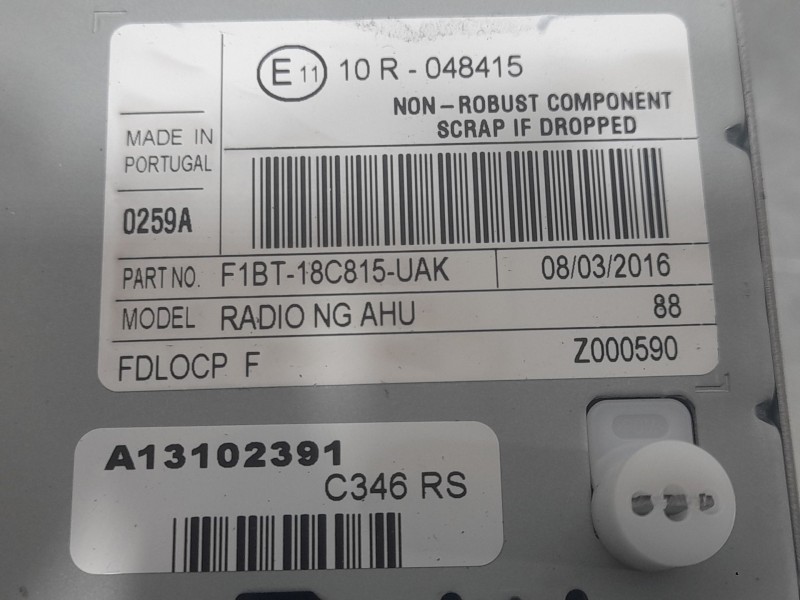 E 11 10 R - 048415
NON-ROBUST COMPONENT
SCRAP IF DROPPED
MADE IN
PORTUGAL
0259A
PART NO. F1BT-18C815-UAK 08/03/2016
MODEL RADIO NG AHU 88
FDLOCP F Z000590
A13102391
C346 RS